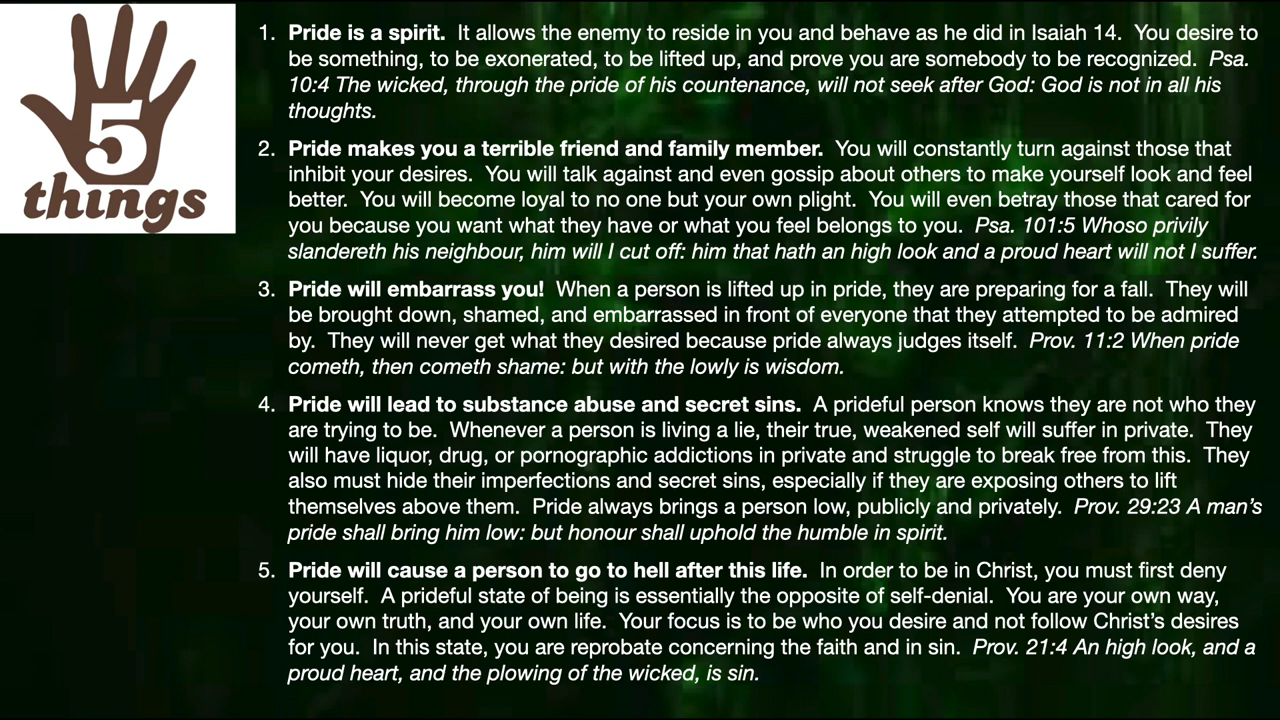 5
things
1. Pride is a spirit. It allows the enemy to reside in you and behave as he did in Isaiah 14. You desire to
be something, to be exonerated, to be lifted up, and prove you are somebody to be recognized. Psa.
10:4 The wicked, through the pride of his countenance, will not seek after God: God is not in all his
thoughts.
2. Pride makes you a terrible friend and family member. You will constantly turn against those that
inhibit your desires. You will talk against and even gossip about others to make yourself look and feel
better. You will become loyal to no one but your own plight. You will even betray those that cared for
you because you want what they have or what you feel belongs to you. Psa. 101:5 Whoso privily
slandereth his neighbour, him will I cut off: him that hath an high look and a proud heart will not I suffer.
3. Pride will embarrass you! When a person is lifted up in pride, they are preparing for a fall. They will
be brought down, shamed, and embarrassed in front of everyone that they attempted to be admired
by. They will never get what they desired because pride always judges itself. Prov. 11:2 When pride
cometh, then cometh shame: but with the lowly is wisdom.
4. Pride will lead to substance abuse and secret sins. A prideful person knows they are not who they
are trying to be. Whenever a person is living a lie, their true, weakened self will suffer in private. They
will have liquor, drug, or pornographic addictions in private and struggle to break free from this. They
also must hide their imperfections and secret sins, especially if they are exposing others to lift
themselves above them. Pride always brings a person low, publicly and privately. Prov. 29:23 A man's
pride shall bring him low: but honour shall uphold the humble in spirit.
5. Pride will cause a person to go to hell after this life. In order to be in Christ, you must first deny
yourself. A prideful state of being is essentially the opposite of self-denial. You are your own way,
your own truth, and your own life. Your focus is to be who you desire and not follow Christ's desires
for you. In this state, you are reprobate concerning the faith and in sin. Prov. 21:4 An high look, and a
proud heart, and the plowing of the wicked, is sin.